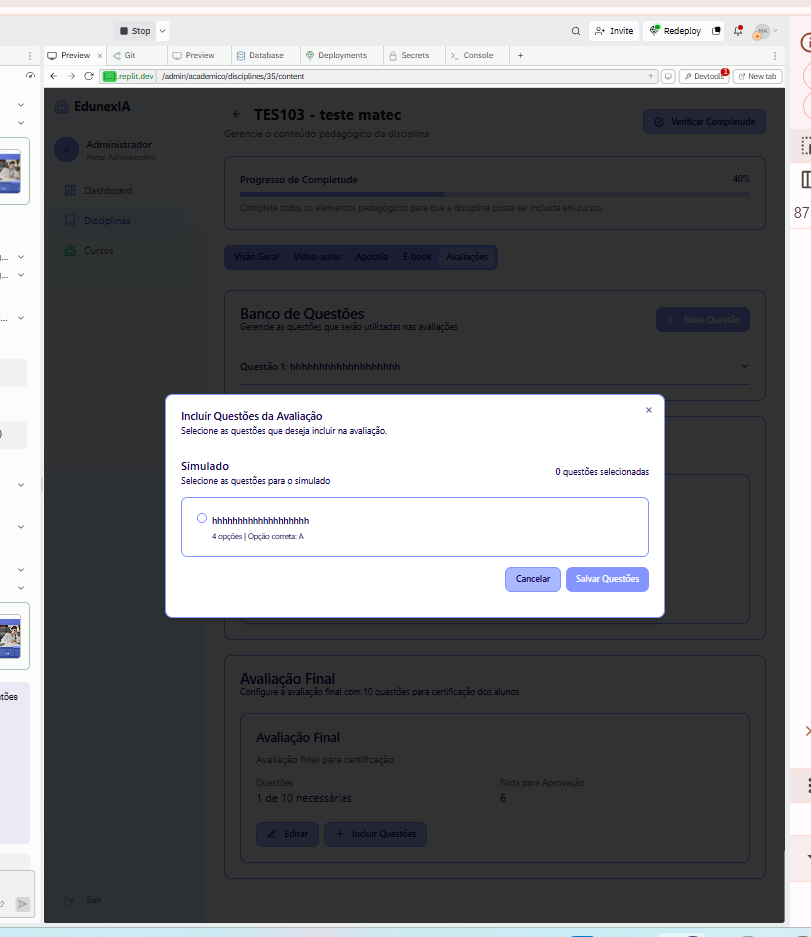 Stop
Invite
Redeploy
MA
Preview
Git
Preview
Database
Deployments
Secrets
Console
.replit.dev /admin/academico/disciplines/35/content
Devtools
1
New tab
87
EdunexIA
A
Administrador
Portal Administrativo
Dashboard
Disciplinas
Cursos
Sair
TES103 - teste matec
Gerencie o conteúdo pedagógico da disciplina
Verificar Completude
Progresso de Completude
40%
Complete todos os elementos pedagógicos para que a disciplina possa ser incluída em cursos.
Visão Geral
Vídeo-aulas
Apostila
E-book
Avaliações
Banco de Questões
Gerencie as questões que serão utilizadas nas avaliações
Nova Questão
Questão 1: hhhhhhhhhhhhhhhhhhh
Incluir Questões da Avaliação
Selecione as questões que deseja incluir na avaliação.
Simulado
Selecione as questões para o simulado
0 questões selecionadas
hhhhhhhhhhhhhhhhhhh
4 opções | Opção correta: A
Cancelar
Salvar Questões
Avaliação Final
Configure a avaliação final com 10 questões para certificação dos alunos
Avaliação Final
Avaliação final para certificação
Questões
1 de 10 necessárias
Nota para Aprovação
6
Editar
Incluir Questões